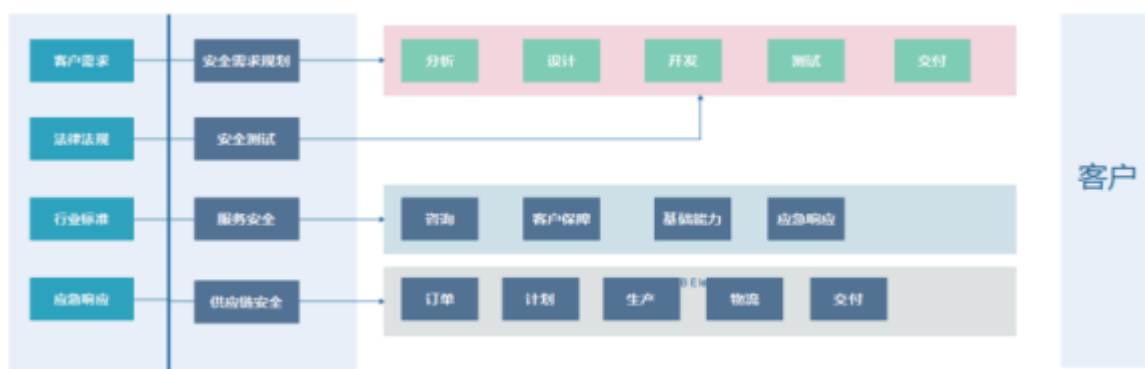 客户需求 安全需求规划 分析 设计 开发 测试 交付
法律法规 安全测试
客户
行业标准 服务安全 咨询 客户保障 基础能力 应急响应
应急响应 供应链安全 订单 计划 生产 物流 交付